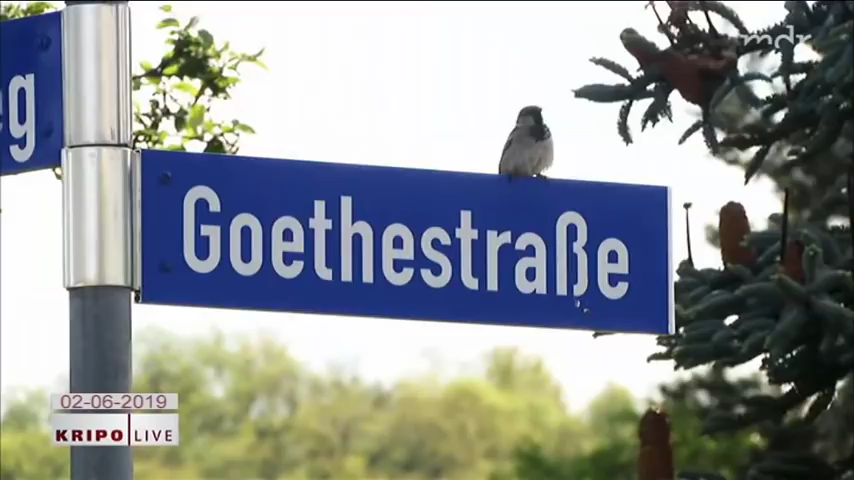 mdr
g
Goethestraße
02-06-2019
KRIPO LIVE